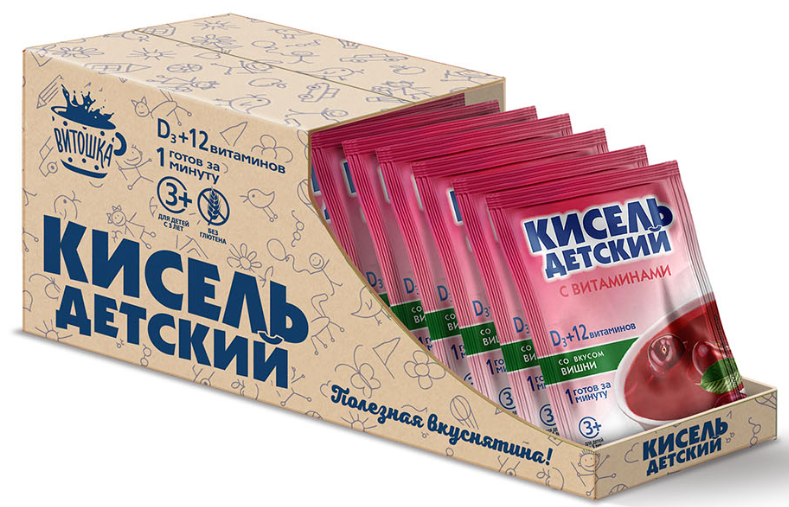 ВИТОШКА
D3+12 витаминов
1 ГОТОВ ЗА
МИНУТУ
3+
ДЛЯ ДЕТЕЙ
С 3 ЛЕТ
БЕЗ
ГЛЮТЕНА
КИСЕЛЬ
ДЕТСКИЙ
Полезная вкуснятина!
КИСЕЛЬ
ДЕТСКИЙ
С ВИТАМИНАМИ
D3+12 витаминов
СО ВКУСОМ
ВИШНИ
1 ГОТОВ ЗА
МИНУТУ
3+
КИСЕЛЬ
ДЕТСКИЙ